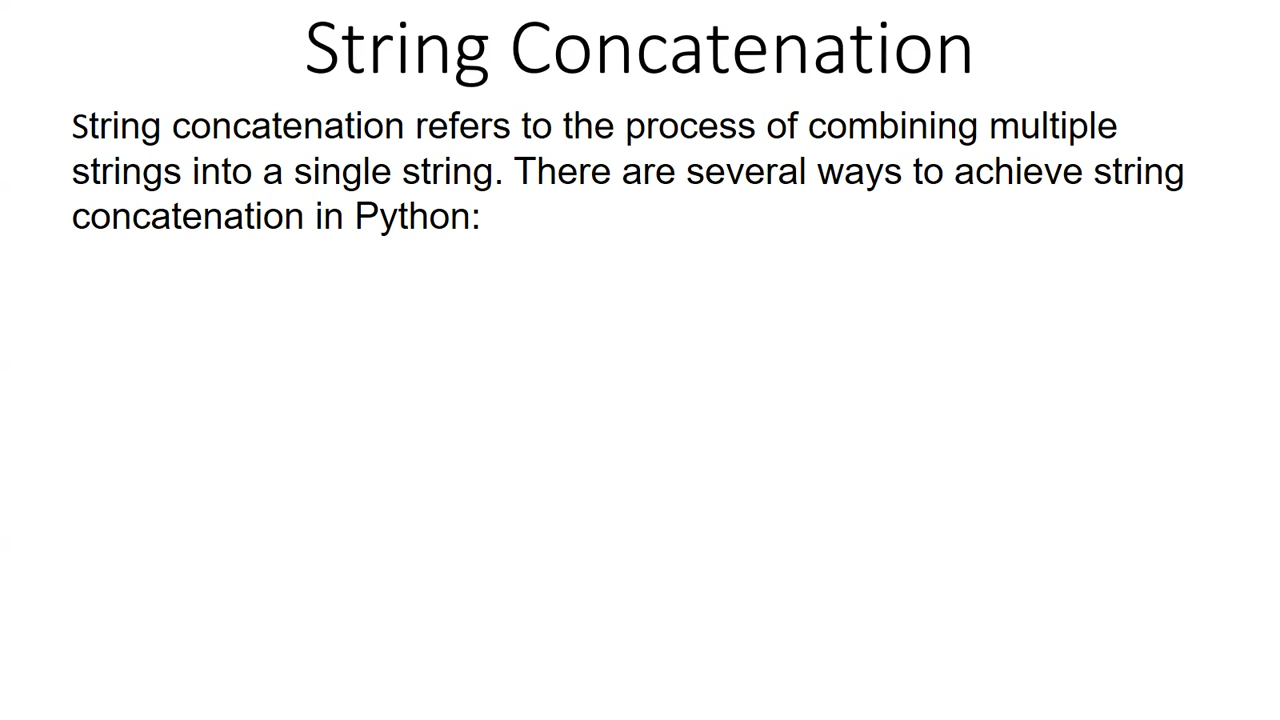 String Concatenation
String concatenation refers to the process of combining multiple
strings into a single string. There are several ways to achieve string
concatenation in Python: